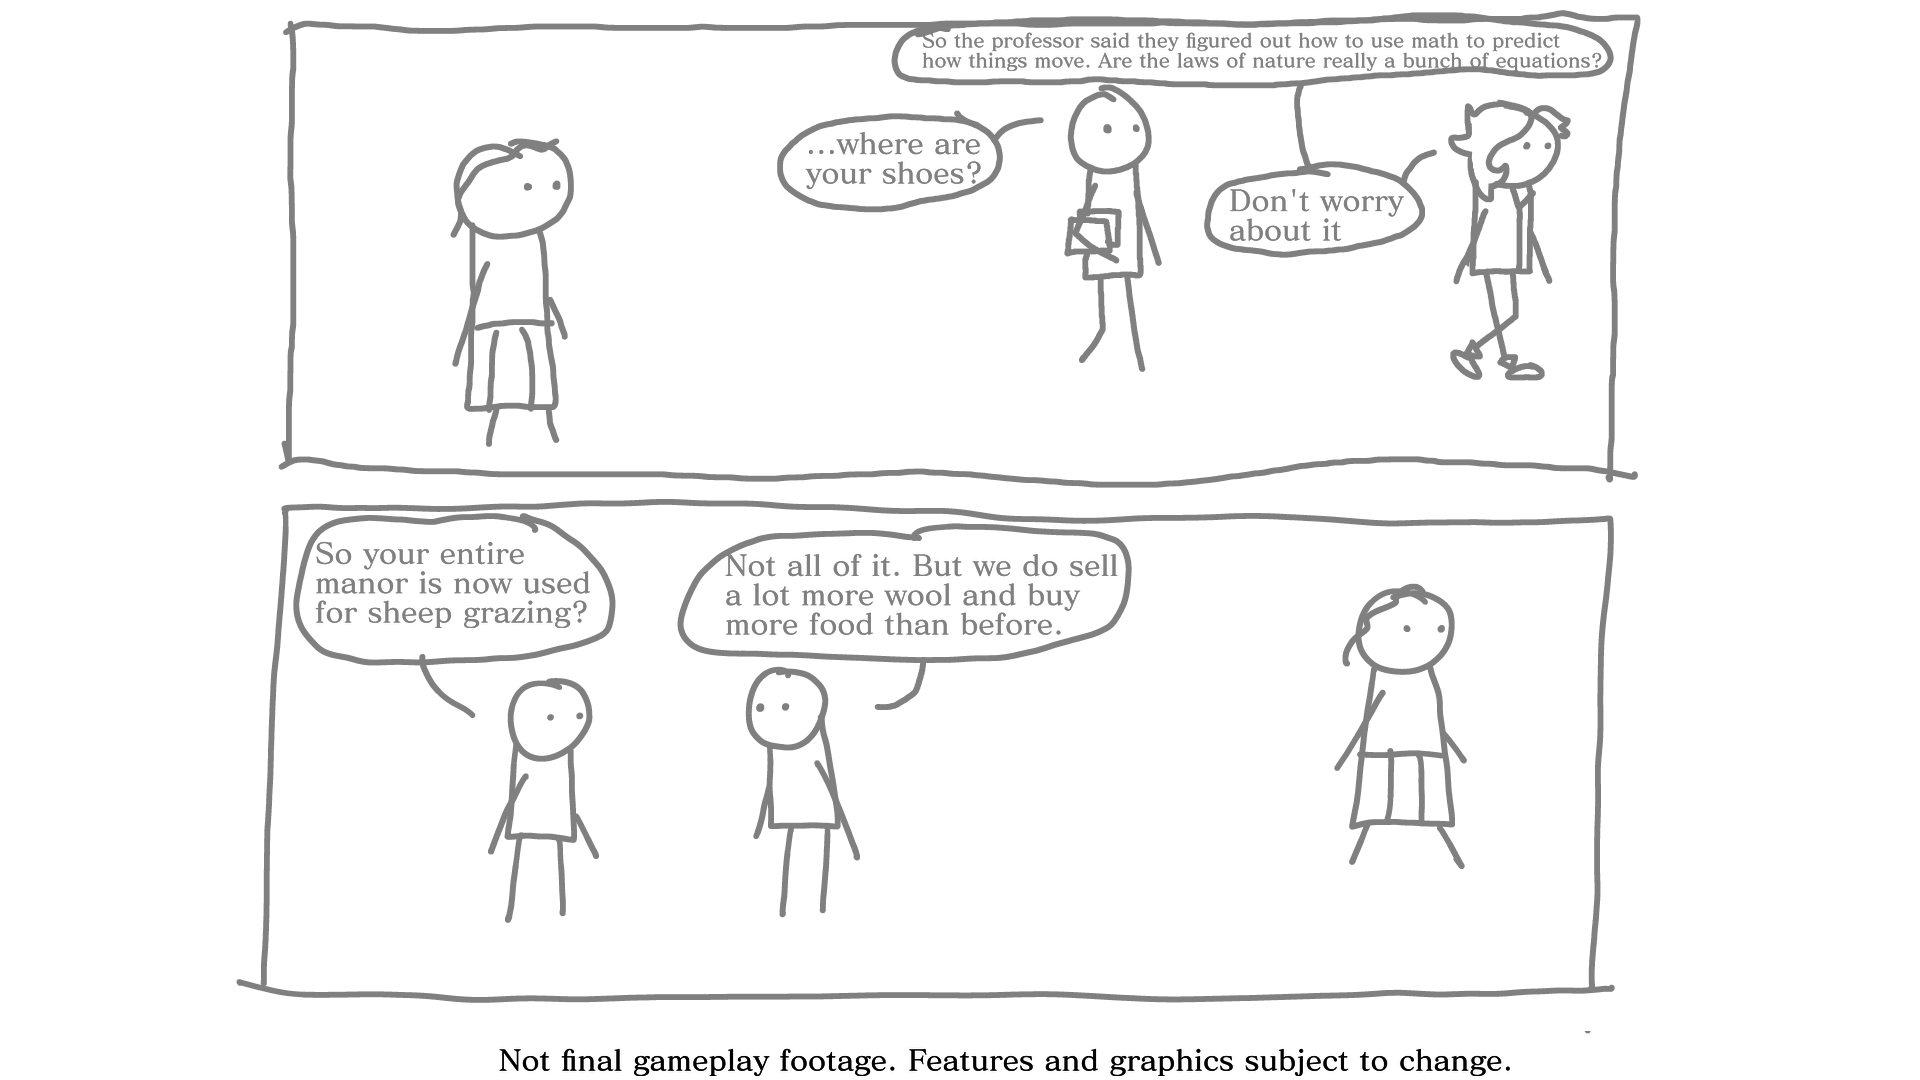 So the professor said they figured out how to use math to predict
how things move. Are the laws of nature really a bunch of equations?
...where are
your shoes?
Don't worry
about it
So your entire
manor is now used
for sheep grazing?
Not all of it. But we do sell
a lot more wool and buy
more food than before.
Not final gameplay footage. Features and graphics subject to change.